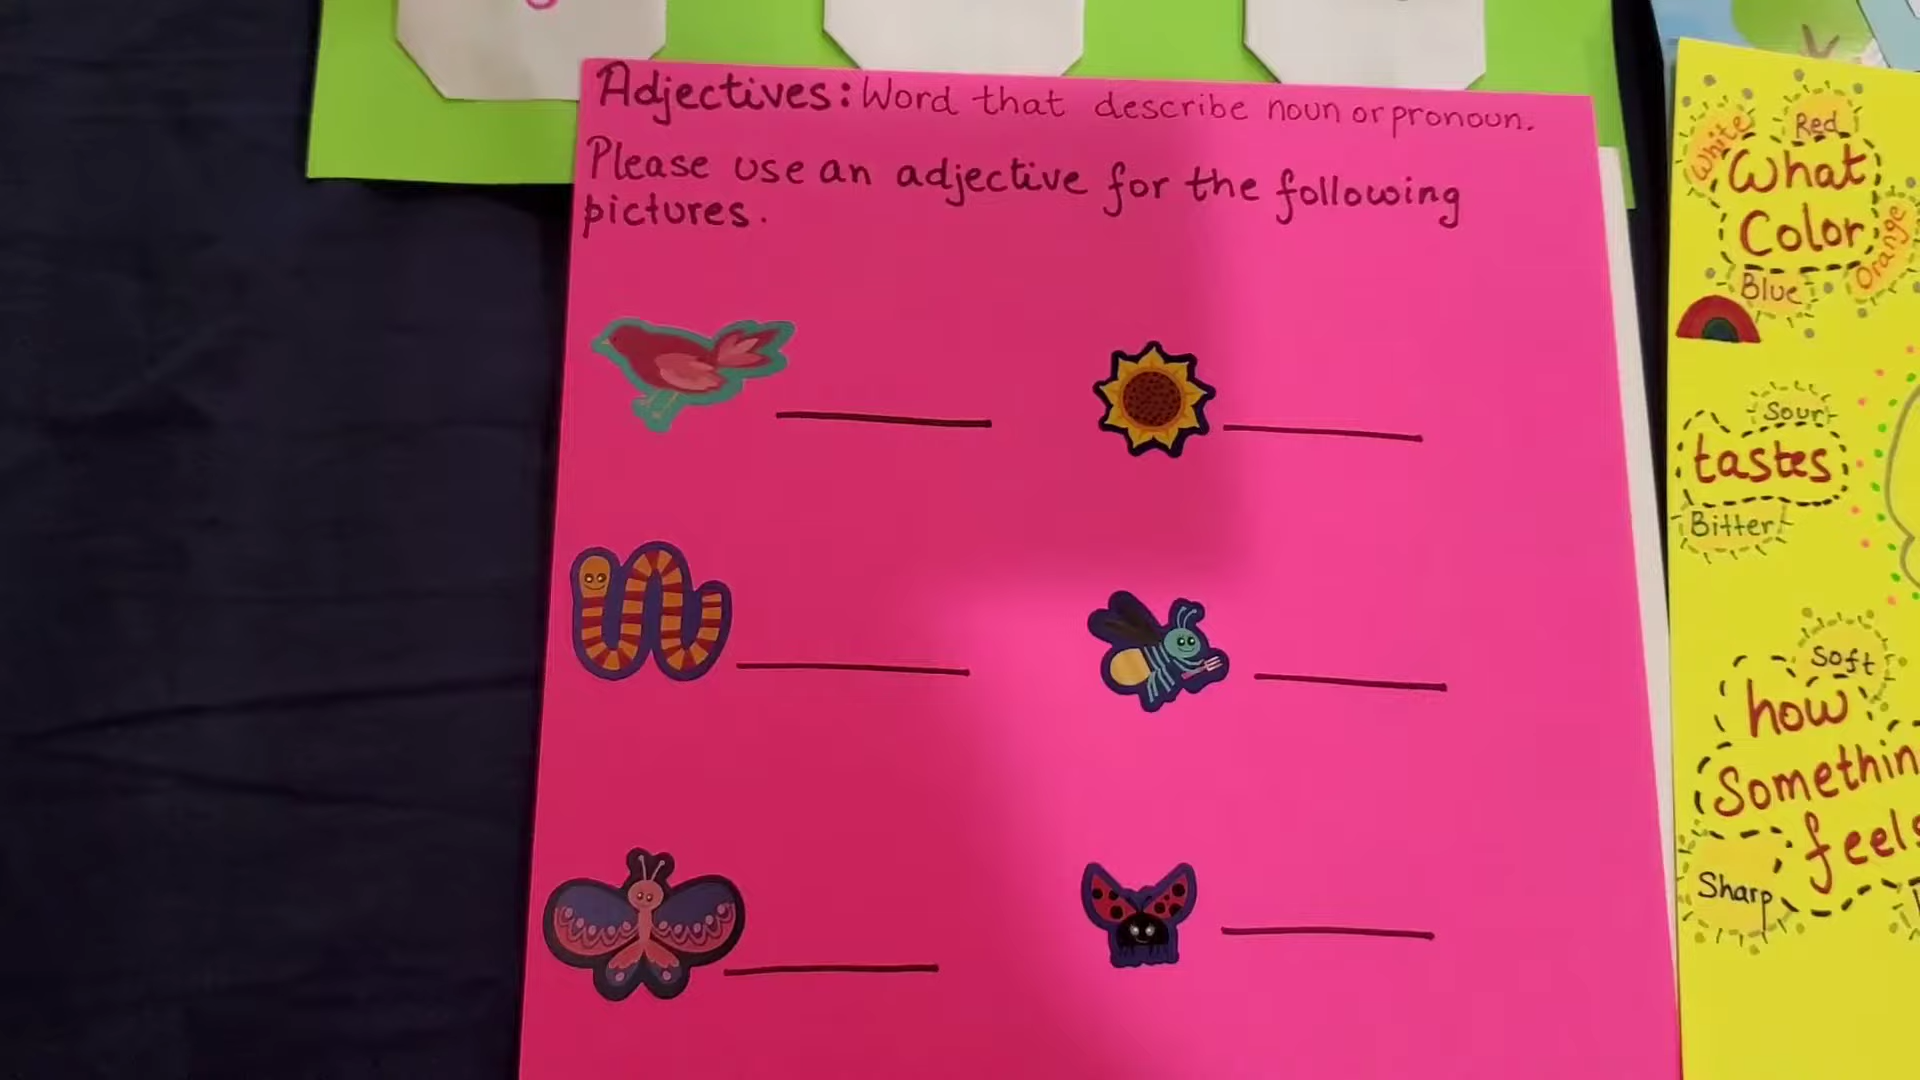 Adjectives: Word that describe noun or pronoun.
Please use an adjective for the following
pictures.
White
Red
What
Color
Orange
Blue
Sour
tastes
Bitter
Soft
how
Somethin
feels
Sharp